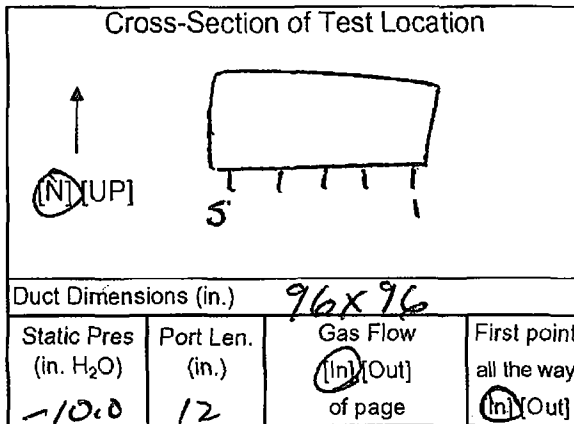 Cross-Section of Test Location
[N][UP]
5 1
Duct Dimensions (in.) 96x96
Static Pres Port Len. Gas Flow First point
(in. H₂O) (in.) [In][Out] all the way
-10.0 12 of page [In][Out]